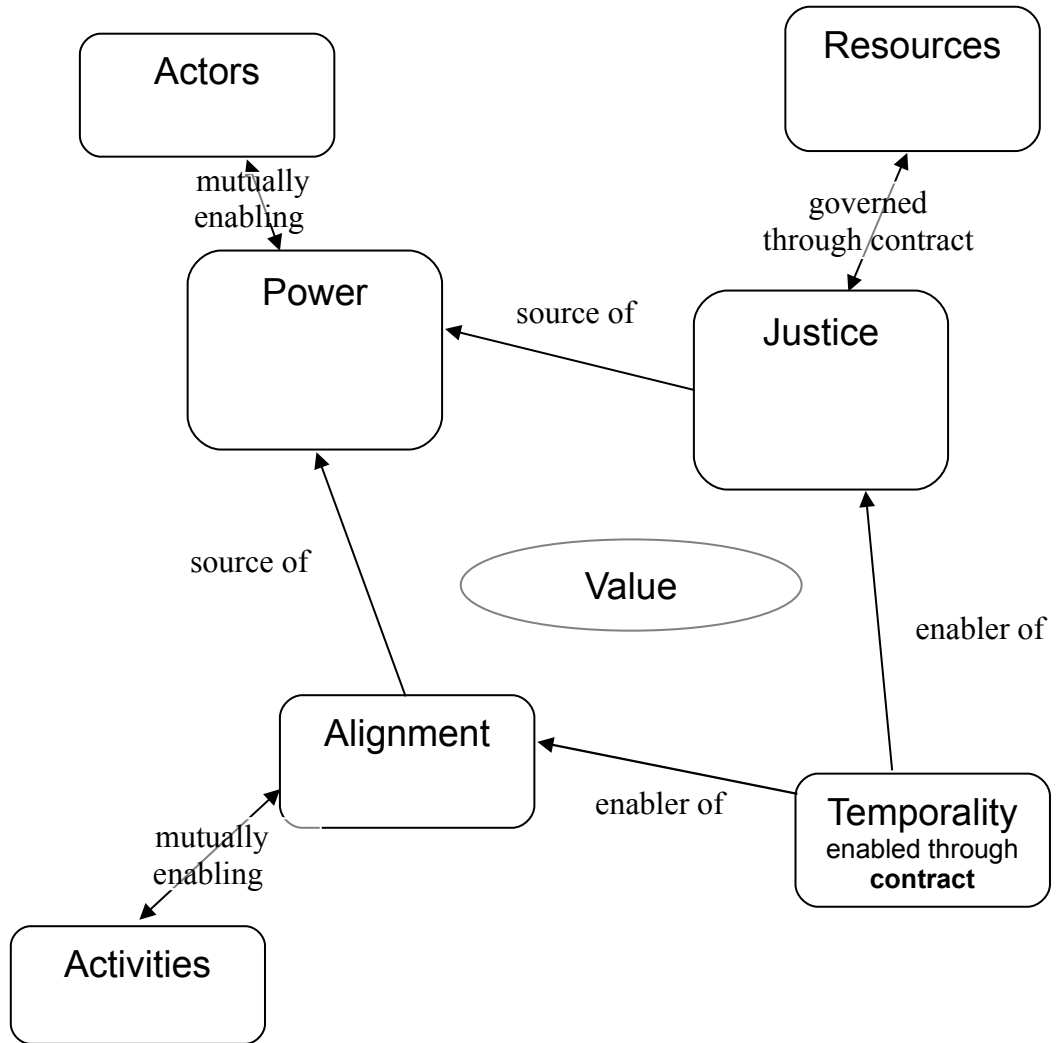 Resources
Actors
mutually
enabling
governed
through contract
Power
source of
Justice
source of
Value
enabler of
Alignment
enabler of
Temporality
enabled through
contract
mutually
enabling
Activities